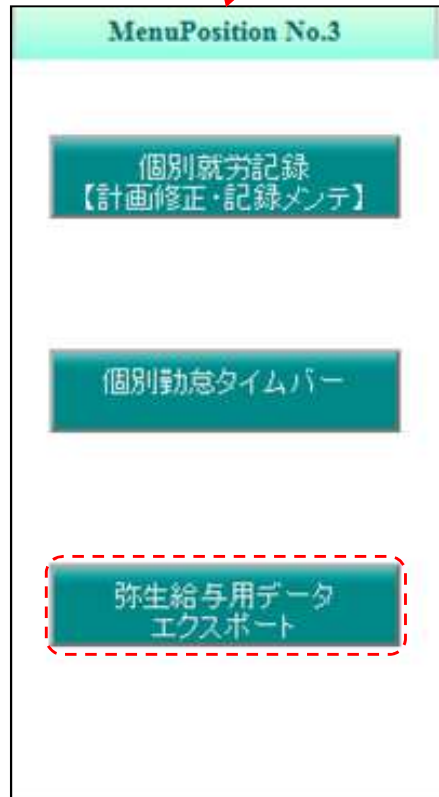 MenuPosition No.3
個別就労記録
【計画修正・記録メンテ】
個別勤怠タイムバー
弥生給与用データ
エクスポート